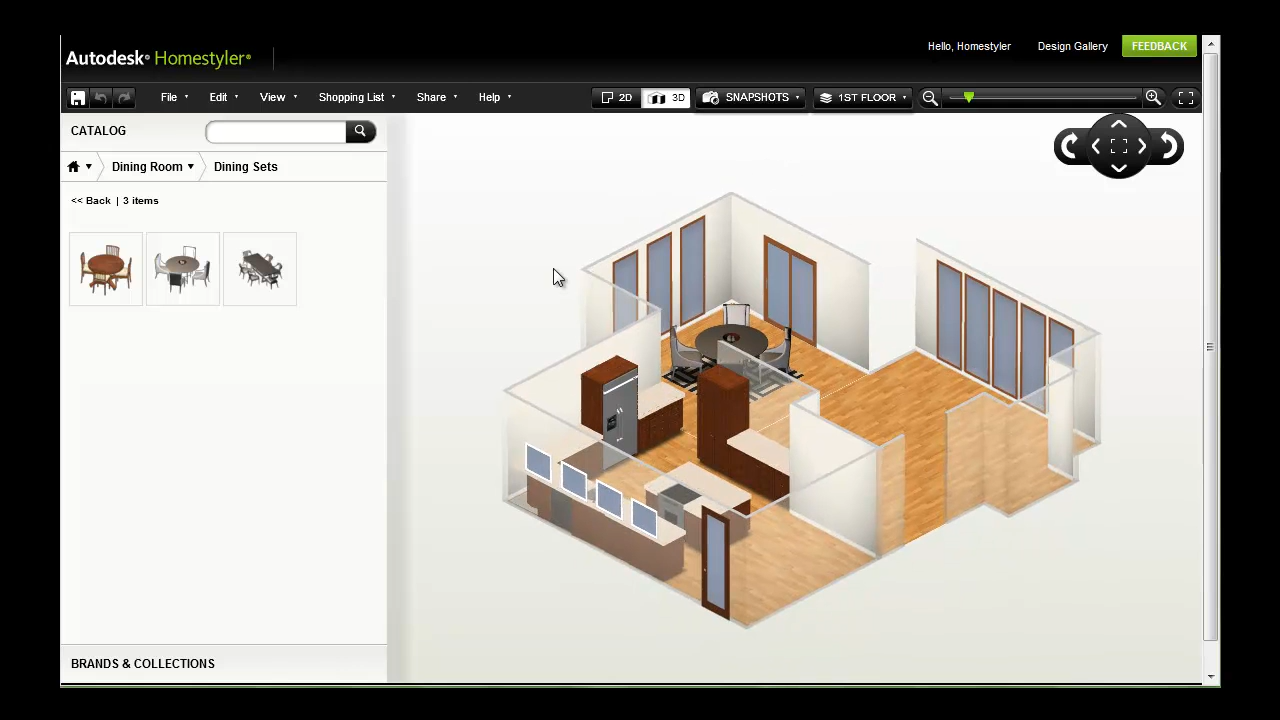 Autodesk® Homestyler®
Hello, Homestyler
Design Gallery
FEEDBACK
File
Edit
View
Shopping List
Share
Help
2D
3D
SNAPSHOTS
1ST FLOOR
CATALOG
Dining Room
Dining Sets
<< Back | 3 items
BRANDS & COLLECTIONS